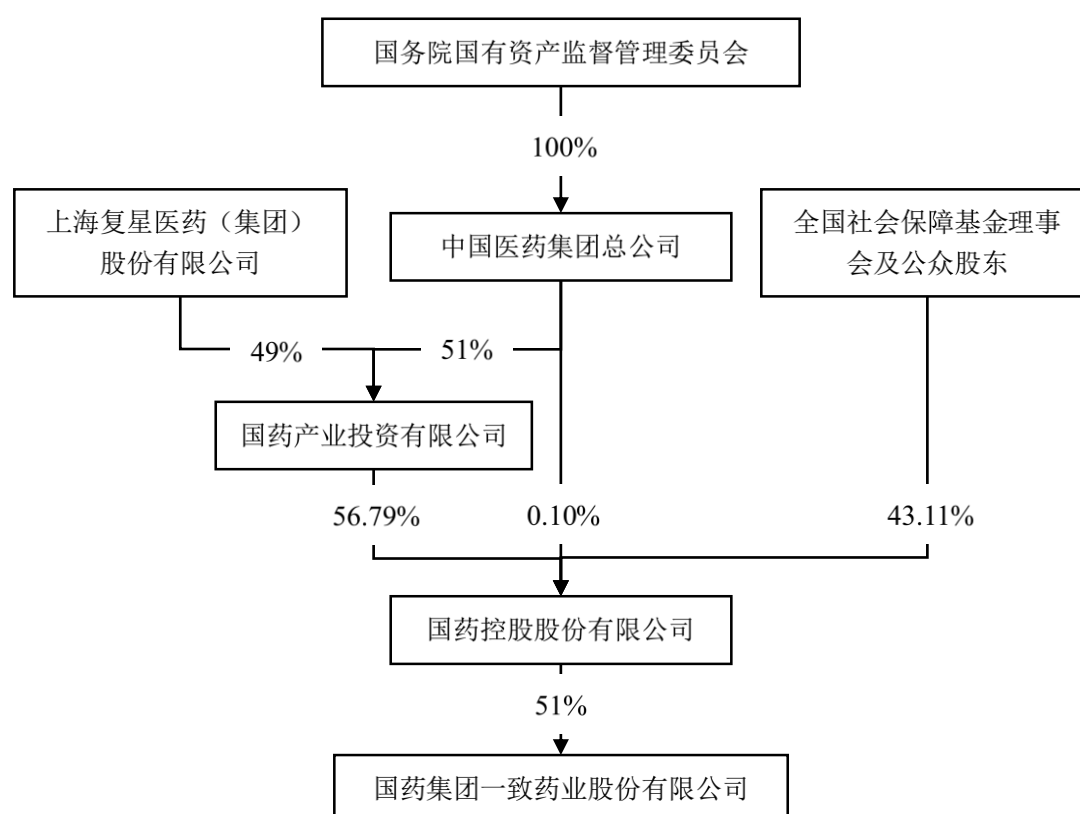 国务院国有资产监督管理委员会
100%
上海复星医药（集团）
股份有限公司
中国医药集团总公司
全国社会保障基金理事
会及公众股东
49%
51%
国药产业投资有限公司
56.79%
0.10%
43.11%
国药控股股份有限公司
51%
国药集团一致药业股份有限公司